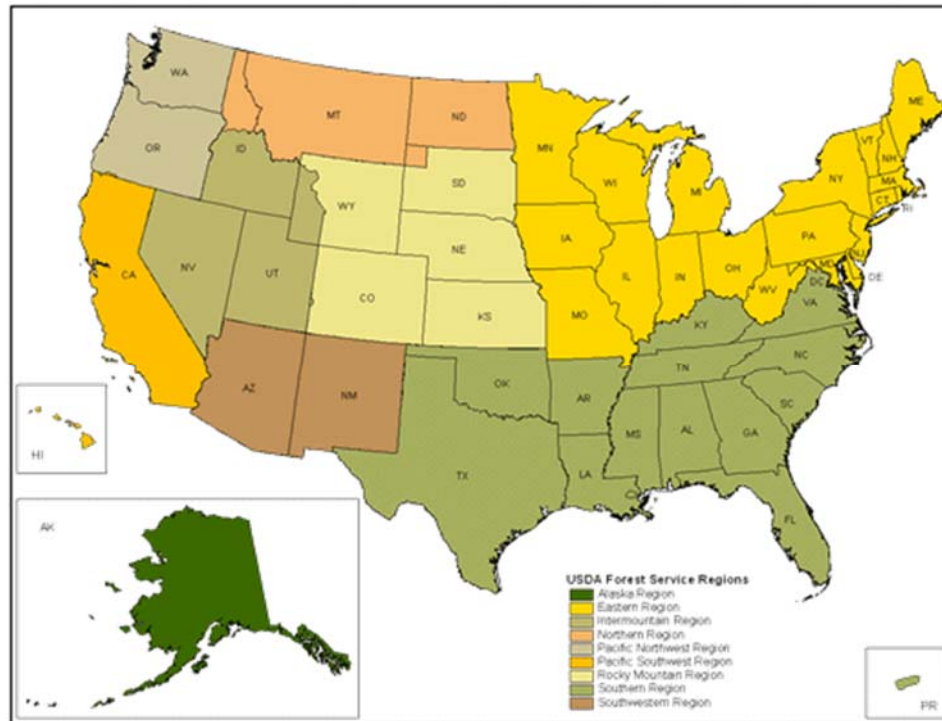 WA
MT
ND
ME
OR
ID
MN
VT
NH
SD
WI
MI
NY
MA
CT
RI
WY
IA
PA
NE
NJ
NV
UT
IL
IN
OH
MD
DE
CA
CO
WV
DC
VA
KS
MO
KY
NC
TN
AZ
NM
OK
AR
SC
MS
AL
GA
HI
TX
LA
FL
AK
USDA Forest Service Regions
Alaska Region
Eastern Region
Intermountain Region
Northern Region
Pacific Northwest Region
Pacific Southwest Region
Rocky Mountain Region
Southern Region
Southwestern Region
PR